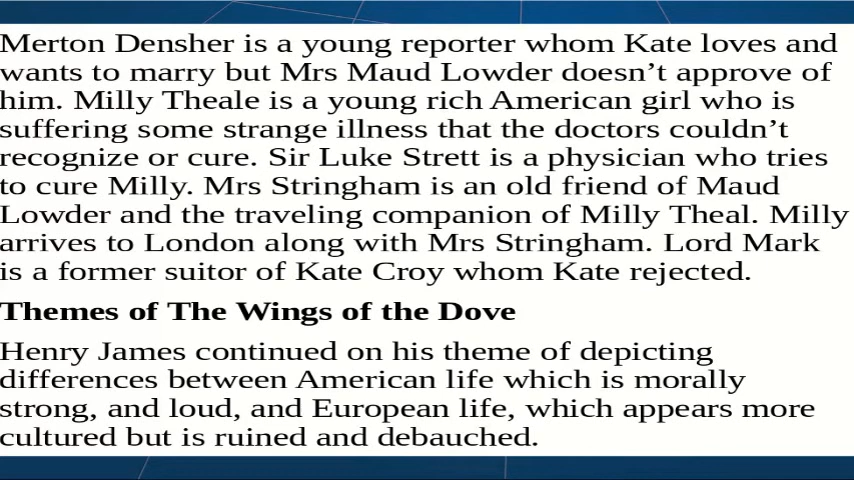 Merton Densher is a young reporter whom Kate loves and
wants to marry but Mrs Maud Lowder doesn’t approve of
him. Milly Theale is a young rich American girl who is
suffering some strange illness that the doctors couldn’t
recognize or cure. Sir Luke Strett is a physician who tries
to cure Milly. Mrs Stringham is an old friend of Maud
Lowder and the traveling companion of Milly Theal. Milly
arrives to London along with Mrs Stringham. Lord Mark
is a former suitor of Kate Croy whom Kate rejected.
Themes of The Wings of the Dove
Henry James continued on his theme of depicting
differences between American life which is morally
strong, and loud, and European life, which appears more
cultured but is ruined and debauched.